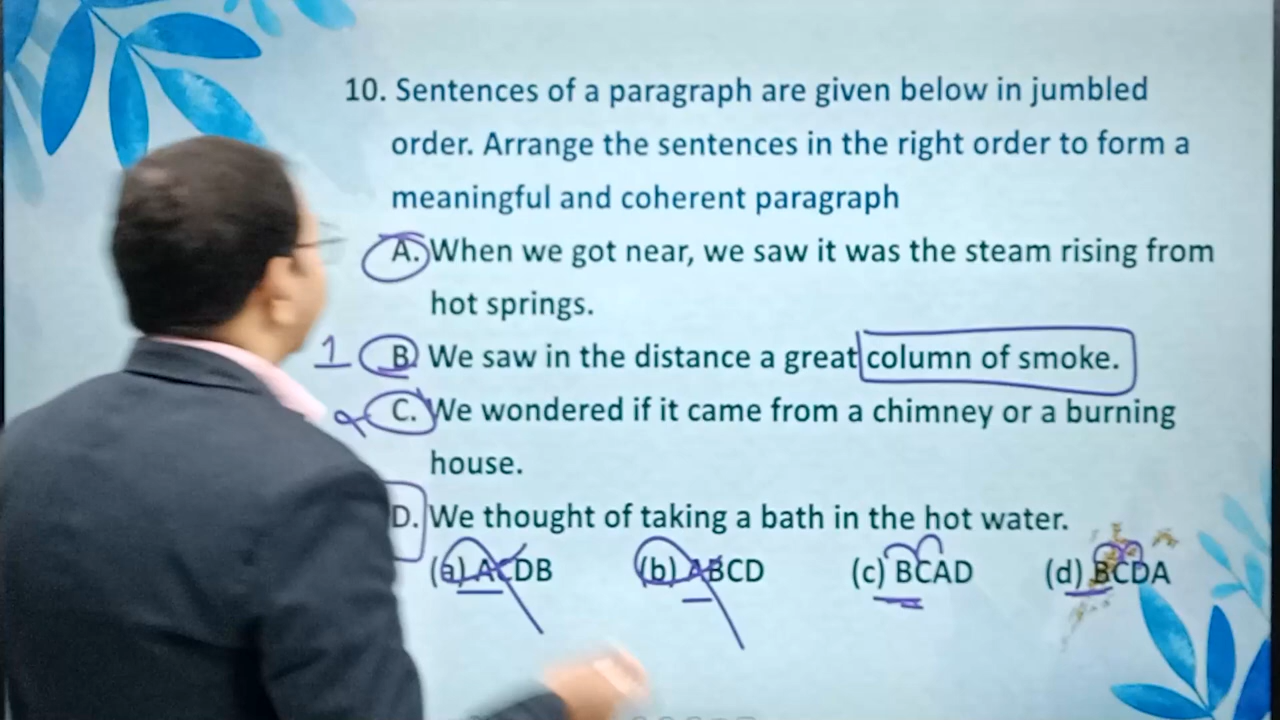 10. Sentences of a paragraph are given below in jumbled
order. Arrange the sentences in the right order to form a
meaningful and coherent paragraph
A. When we got near, we saw it was the steam rising from
hot springs.
1 B. We saw in the distance a great column of smoke.
2 C. We wondered if it came from a chimney or a burning
house.
D. We thought of taking a bath in the hot water.
(a) ACDB (b) ABCD (c) BCAD (d) BCDA